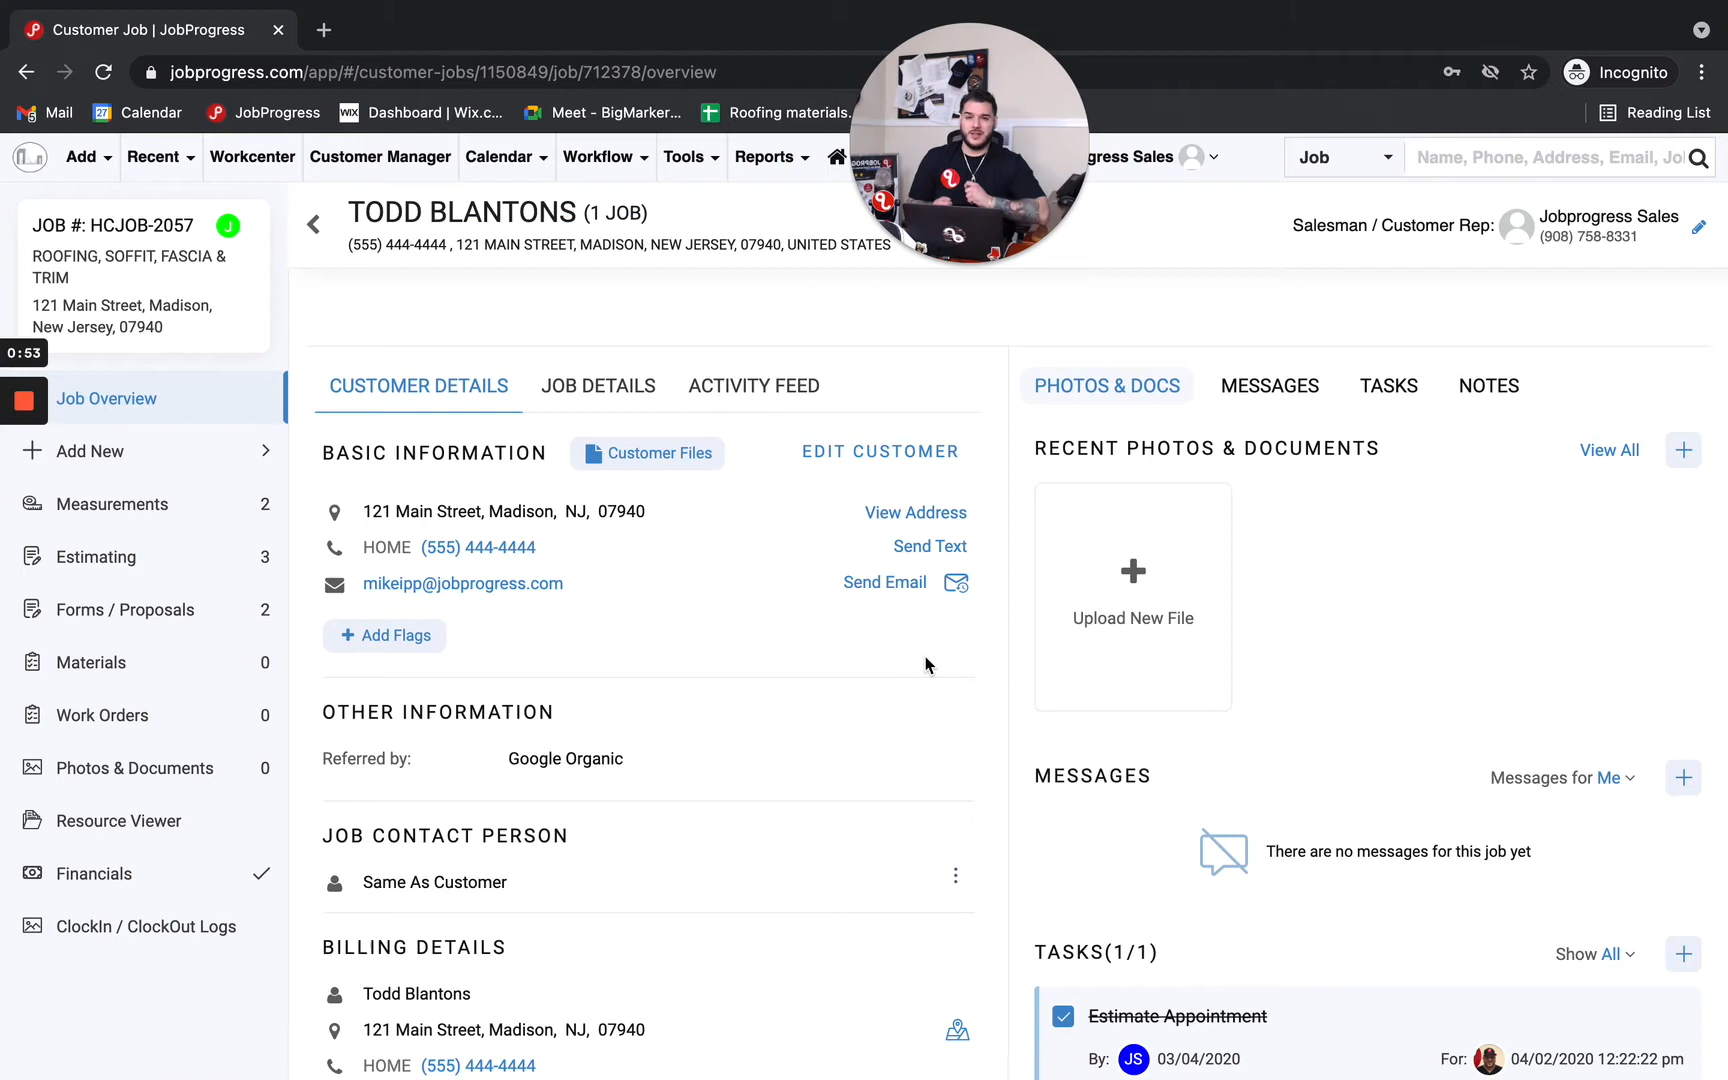 Customer Job | JobProgress
jobprogress.com/app/#/customer-jobs/1150849/job/712378/overview
Incognito
Mail
Calendar
JobProgress
Dashboard | Wix.c...
Meet - BigMarker...
Roofing materials.
Reading List
Add
Recent
Workcenter
Customer Manager
Calendar
Workflow
Tools
Reports
gress Sales
Job
Name, Phone, Address, Email, Jo
JOB #: HCJOB-2057
J
ROOFING, SOFFIT, FASCIA &
TRIM
121 Main Street, Madison,
New Jersey, 07940
0:53
TODD BLANTONS (1 JOB)
(555) 444-4444 , 121 MAIN STREET, MADISON, NEW JERSEY, 07940, UNITED STATES
Salesman / Customer Rep:
Jobprogress Sales
(908) 758-8331
Job Overview
Add New
Measurements 2
Estimating 3
Forms / Proposals 2
Materials 0
Work Orders 0
Photos & Documents 0
Resource Viewer
Financials
ClockIn / ClockOut Logs
CUSTOMER DETAILS
JOB DETAILS
ACTIVITY FEED
BASIC INFORMATION
Customer Files
EDIT CUSTOMER
121 Main Street, Madison, NJ, 07940
View Address
HOME (555) 444-4444
Send Text
mikeipp@jobprogress.com
Send Email
Add Flags
OTHER INFORMATION
Referred by: Google Organic
JOB CONTACT PERSON
Same As Customer
BILLING DETAILS
Todd Blantons
121 Main Street, Madison, NJ, 07940
HOME (555) 444-4444
PHOTOS & DOCS
MESSAGES
TASKS
NOTES
RECENT PHOTOS & DOCUMENTS
View All
Upload New File
MESSAGES
Messages for Me
There are no messages for this job yet
TASKS(1/1)
Show All
Estimate Appointment
By: JS 03/04/2020
For: 04/02/2020 12:22:22 pm